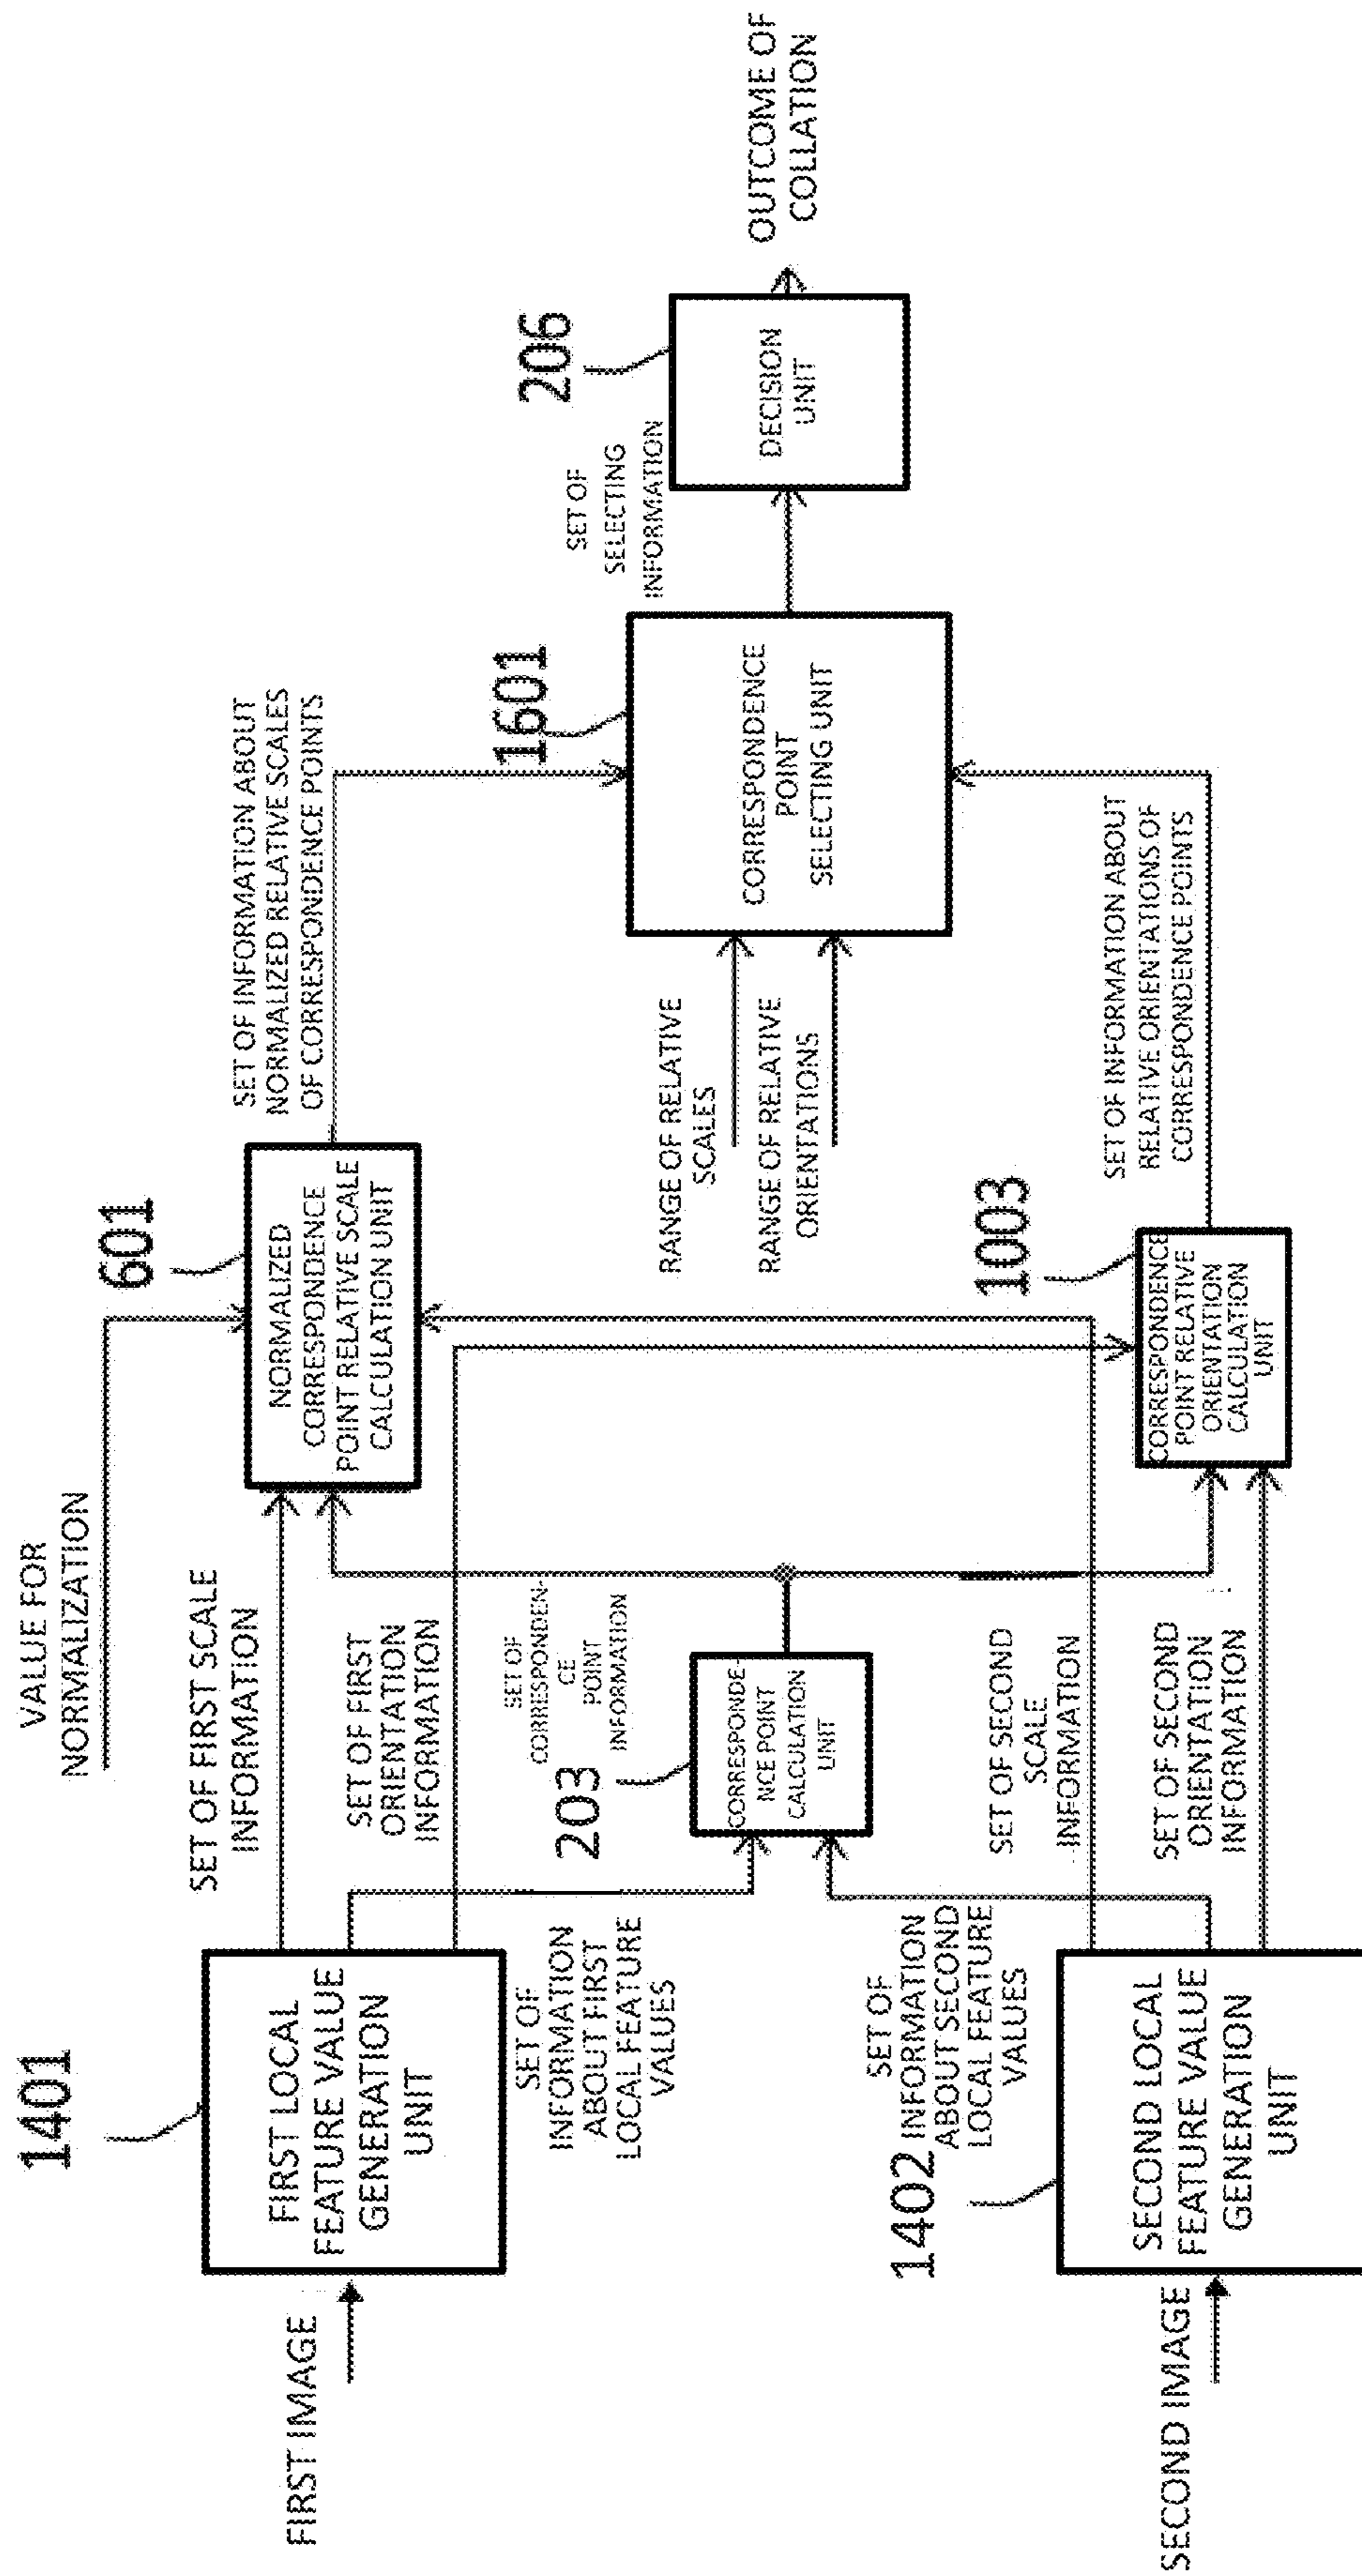 FIRST IMAGE
1401
FIRST LOCAL
FEATURE VALUE
GENERATION
UNIT
VALUE FOR
NORMALIZATION
SET OF FIRST SCALE
INFORMATION
SET OF FIRST
ORIENTATION
INFORMATION
SET OF
INFORMATION
ABOUT FIRST
LOCAL FEATURE
VALUES
601
NORMALIZED
CORRESPONDENCE
POINT RELATIVE SCALE
CALCULATION UNIT
SET OF INFORMATION ABOUT
NORMALIZED RELATIVE SCALES
OF CORRESPONDENCE POINTS
SET OF
CORRESPONDEN-
CE
POINT
INFORMATION
203
CORRESPONDE-
NCE POINT
CALCULATION
UNIT
RANGE OF RELATIVE
SCALES
RANGE OF RELATIVE
ORIENTATIONS
1601
CORRESPONDENCE
POINT
SELECTING UNIT
SET OF
SELECTING
INFORMATION
206
DECISION
UNIT
OUTCOME OF
COLLATION
SECOND IMAGE
1402
SECOND LOCAL
FEATURE VALUE
GENERATION
UNIT
SET OF
INFORMATION
ABOUT SECOND
LOCAL FEATURE
VALUES
SET OF SECOND
SCALE
INFORMATION
SET OF SECOND
ORIENTATION
INFORMATION
1003
CORRESPONDENCE
POINT RELATIVE
ORIENTATION
CALCULATION
UNIT
SET OF INFORMATION ABOUT
RELATIVE ORIENTATIONS OF
CORRESPONDENCE POINTS